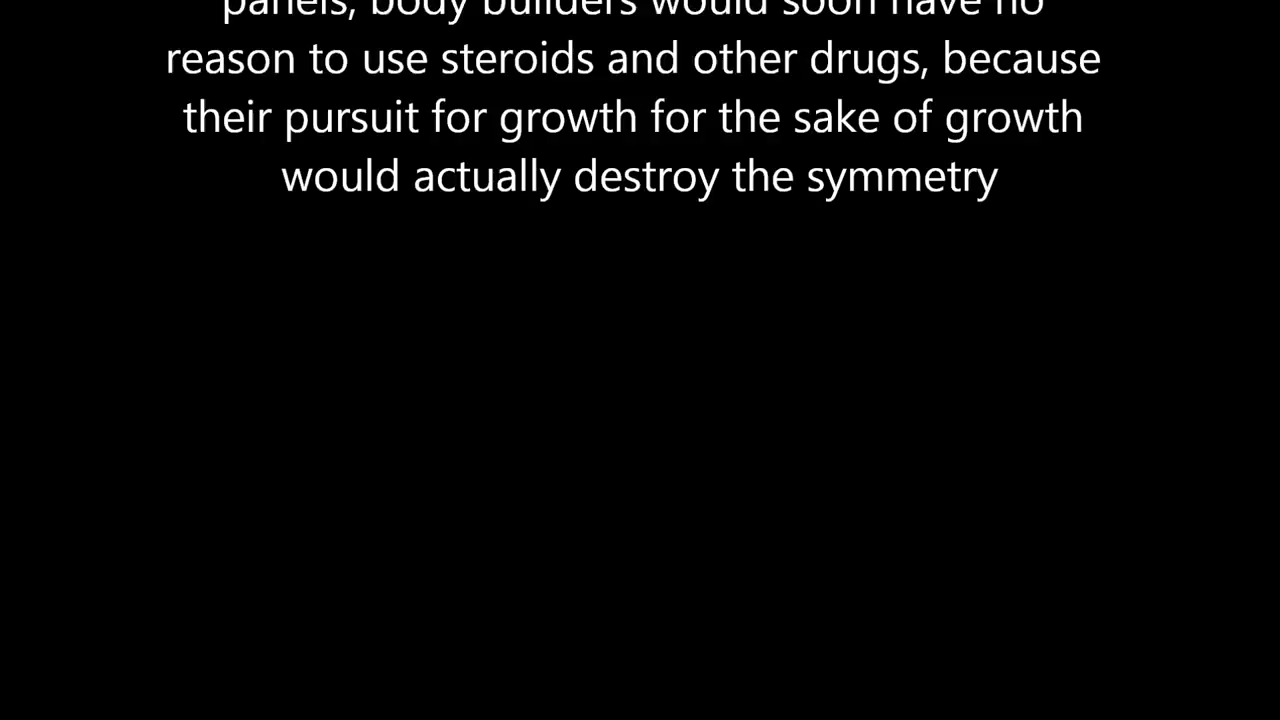 panels, body builders would soon have no
reason to use steroids and other drugs, because
their pursuit for growth for the sake of growth
would actually destroy the symmetry